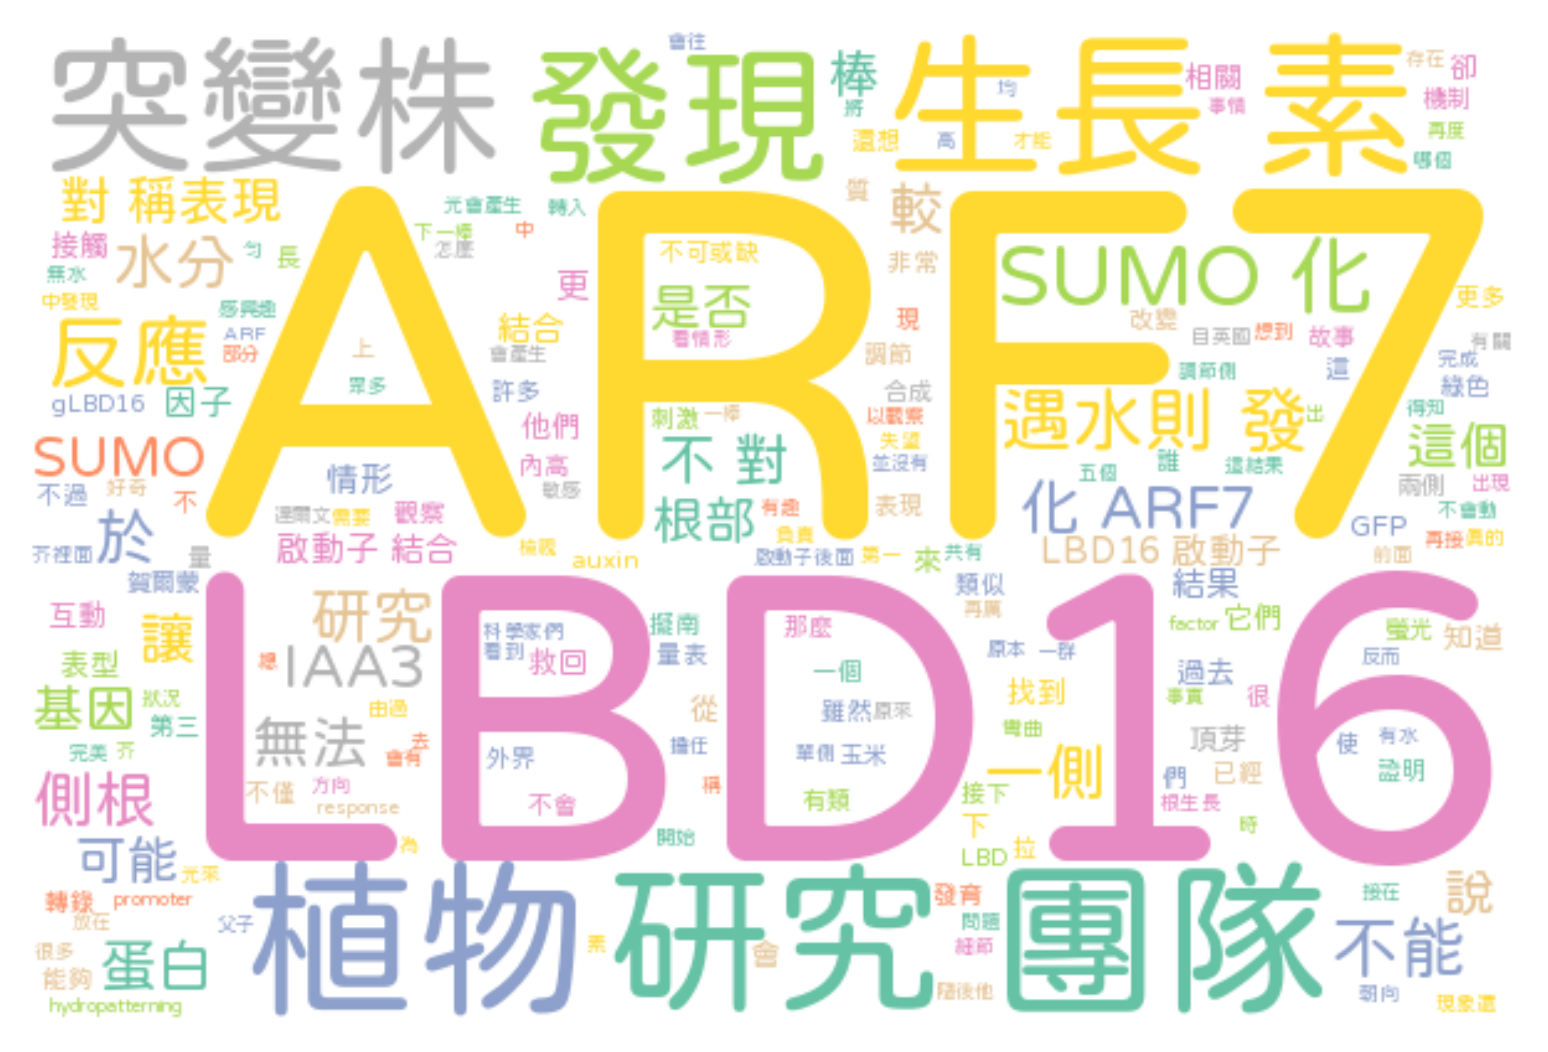 突變株 發現 生長素
會往
棒
將
相關
事情
均
高
還想
才能
存在
卻
機制
再度
哪個
對 稱表現
光會產生
轉入
質
較
接觸
水分
勻
長
無水
下一棒
怎麼
中
更
不可或缺
非常
SUMO 化
中發現
感興趣
ARF
部分
ARF7
是否
看情形
現
改變
目英國
想到
故事
更多
有關
反應
上
眾多
結合
會產生
許多
調節
合成
調節側
這
完成
綠色
gLBD16
因子
他們
刺激
一棒
以觀察
失望
並沒有
遇水則 發
出
得知
這個
SUMO
情形
內高
敏感
不 對
五個
誰
這結果
兩側
出現
不過
好奇
不
於
芥裡面
量
達爾文
需要
觀察
啟動子 結合
根部
有趣
負責
表現
化 ARF7
GFP
不會動
再接
真的
前面
檢視
auxin
啟動子後面
第一
來
共有
LBD16 啟動子
賀爾蒙
類似
再厲
結果
互動
讓
研究
科學家們
看到
擬南
那麼
factor
它們
螢光
知道
LBD16
表型
總
IAA3
救回
量表
一個
原本
一群
反而
過去
事實
很
基因
狀況
第三
由過
從
雖然
原來
找到
彎曲
完美
芥
無法
去
會有
外界
擔任
單側
玉米
頂芽
使
有水
側根
不僅
方向
response
不會
稱
有類
一側
接下
們
已經
根生長
證明
可能
為
開始
下
LBD
拉
時
光來
轉錄
promoter
放在
父子
植物
研究
團隊
發育
問題
細節
接在
說
很多
能夠
蛋白
素
會
隨後他
不能
朝向
現象還
hydropatterning